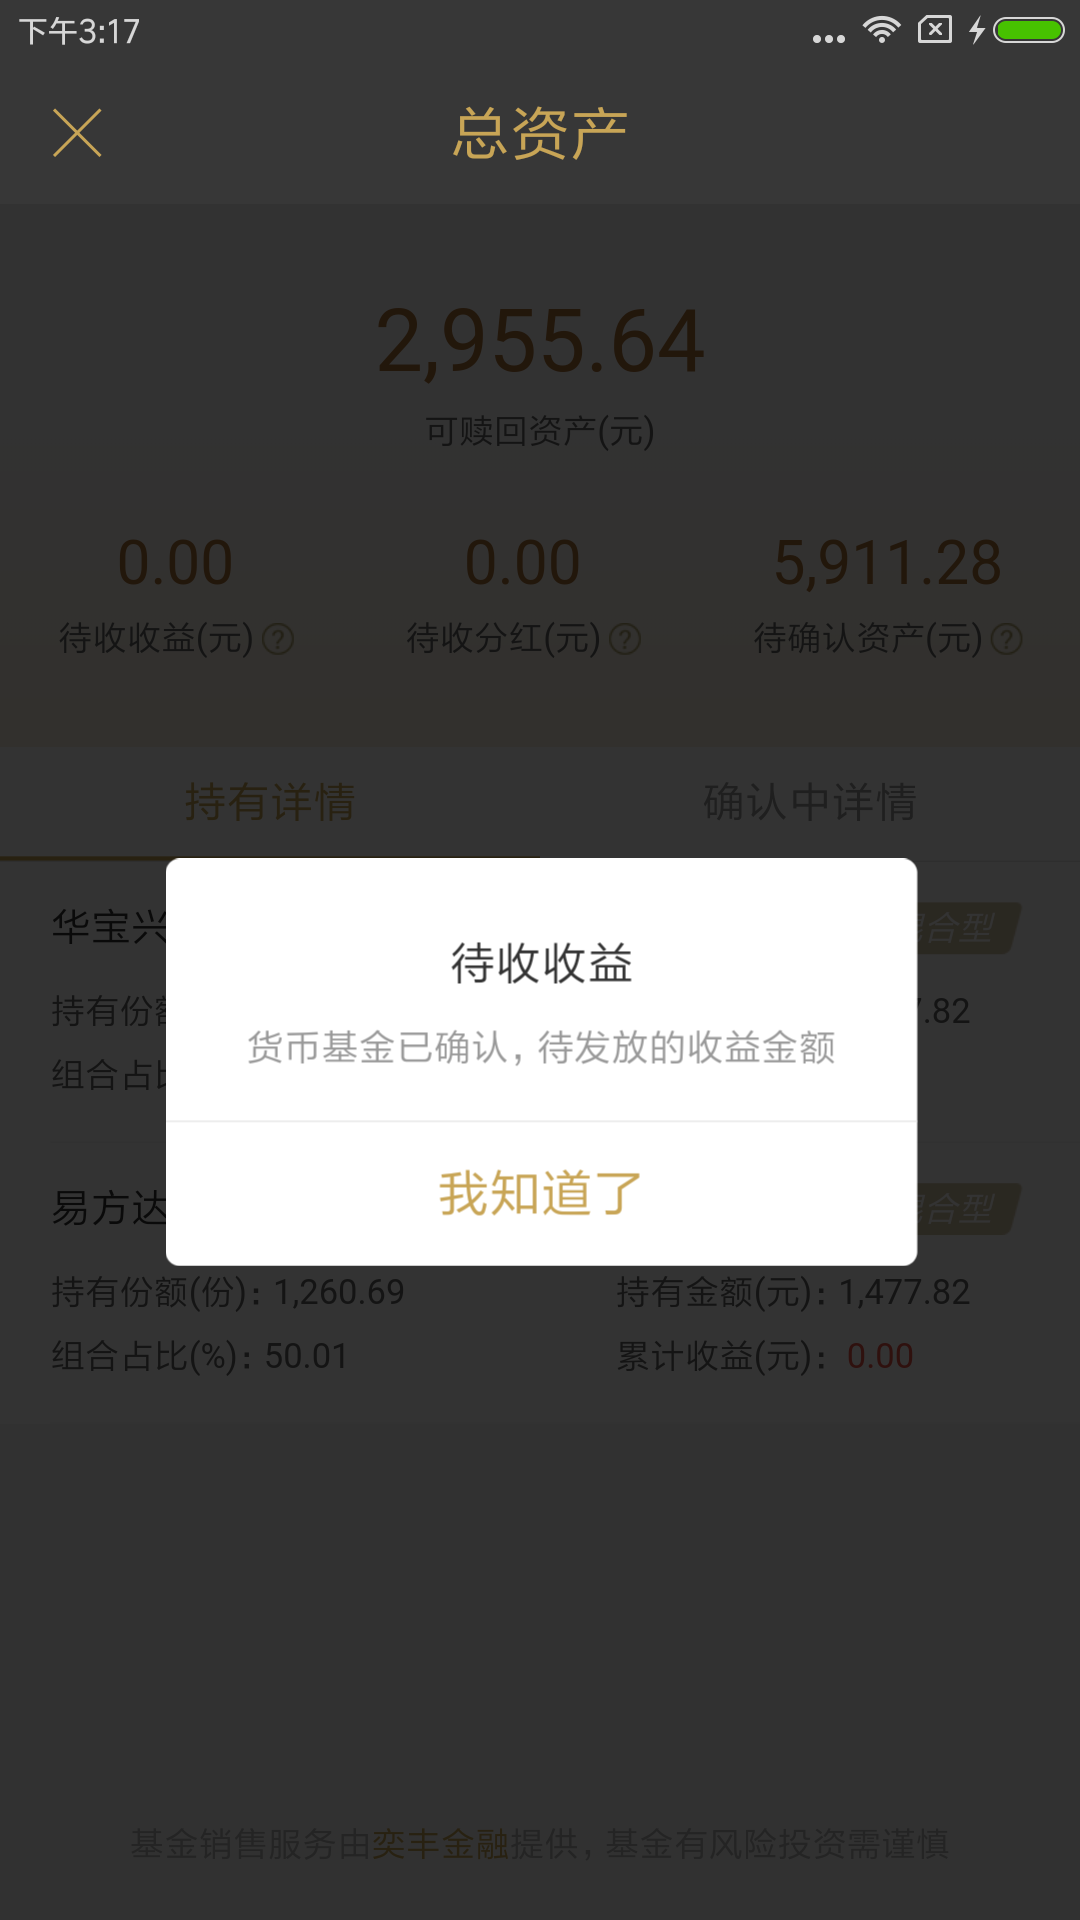 下午3:17
总资产
2,955.64
可赎回资产(元)
0.00 0.00 5,911.28
待收收益(元) ? 待收分红(元) ? 待确认资产(元) ?
持有详情 确认中详情
华宝兴 合型
持有份 .82
组合占
待收收益
货币基金已确认，待发放的收益金额
我知道了
易方达 合型
持有份额(份)：1,260.69 持有金额(元)：1,477.82
组合占比(%)：50.01 累计收益(元)：0.00
基金销售服务由奕丰金融提供，基金有风险投资需谨慎